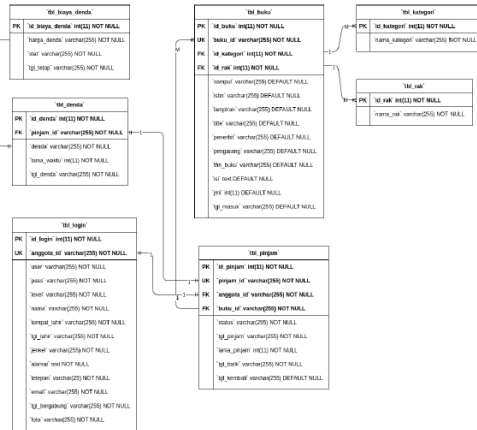 `tbl_biaya_denda`
PK `id_biaya_denda` int(11) NOT NULL
`harga_denda` varchar(255) NOT NULL
`stat` varchar(255) NOT NULL
`tgl_tetap` varchar(255) NOT NULL
`tbl_denda`
PK `id_denda` int(11) NOT NULL
FK `pinjam_id` varchar(255) NOT NULL
`denda` varchar(255) NOT NULL
`lama_waktu` int(11) NOT NULL
`tgl_denda` varchar(255) NOT NULL
`tbl_login`
PK `id_login` int(11) NOT NULL
UK `anggota_id` varchar(255) NOT NULL
`user` varchar(255) NOT NULL
`pass` varchar(255) NOT NULL
`level` varchar(255) NOT NULL
`nama` varchar(255) NOT NULL
`tempat_lahir` varchar(255) NOT NULL
`tgl_lahir` varchar(255) NOT NULL
`jenkel` varchar(255) NOT NULL
`alamat` text NOT NULL
`telepon` varchar(25) NOT NULL
`email` varchar(255) NOT NULL
`tgl_bergabung` varchar(255) NOT NULL
`foto` varchar(255) NOT NULL
`tbl_buku`
PK `id_buku` int(11) NOT NULL
UK `buku_id` varchar(255) NOT NULL
FK `id_kategori` int(11) NOT NULL
FK `id_rak` int(11) NOT NULL
`sampul` varchar(255) DEFAULT NULL
`isbn` varchar(255) DEFAULT NULL
`lampiran` varchar(255) DEFAULT NULL
`title` varchar(255) DEFAULT NULL
`penerbit` varchar(255) DEFAULT NULL
`pengarang` varchar(255) DEFAULT NULL
`thn_buku` varchar(255) DEFAULT NULL
`isi` text DEFAULT NULL
`jml` int(11) DEFAULT NULL
`tgl_masuk` varchar(255) DEFAULT NULL
`tbl_pinjam`
PK `id_pinjam` int(11) NOT NULL
UK `pinjam_id` varchar(255) NOT NULL
FK `anggota_id` varchar(255) NOT NULL
FK `buku_id` varchar(255) NOT NULL
`status` varchar(255) NOT NULL
`tgl_pinjam` varchar(255) NOT NULL
`lama_pinjam` int(11) NOT NULL
`tgl_balik` varchar(255) NOT NULL
`tgl_kembali` varchar(255) DEFAULT NULL
`tbl_kategori`
PK `id_kategori` int(11) NOT NULL
`nama_kategori` varchar(255) NOT NULL
`tbl_rak`
PK `id_rak` int(11) NOT NULL
`nama_rak` varchar(255) NOT NULL